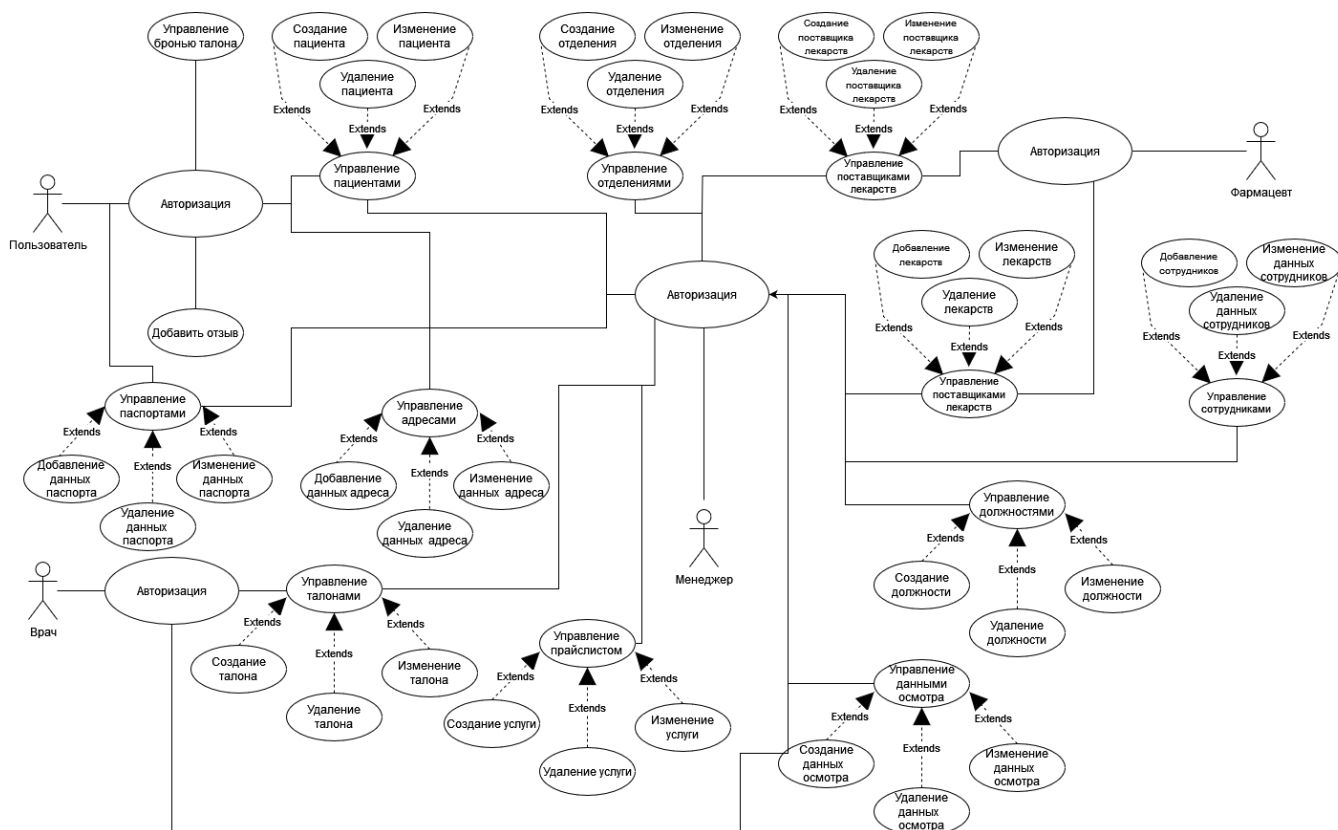 Управление
бронью талона
Создание
пациента
Изменение
пациента
Удаление
пациента
Extends
Extends
Extends
Управление
пациентами
Создание
отделения
Изменение
отделения
Удаление
отделения
Extends
Extends
Extends
Управление
отделениями
Создание
поставщика
лекарств
Изменение
поставщика
лекарств
Удаление
поставщика
лекарств
Extends
Extends
Extends
Управление
поставщиками
лекарств
Авторизация
Фармацевт
Пользователь
Авторизация
Добавить отзыв
Авторизация
Менеджер
Добавление
лекарств
Изменение
лекарств
Удаление
лекарств
Extends
Extends
Extends
Управление
поставщиками
лекарств
Добавление
сотрудников
Изменение данных
сотрудников
Удаление
данных
сотрудников
Extends
Extends
Extends
Управление
сотрудниками
Управление
паспортами
Extends
Extends
Extends
Добавление
данных
паспорта
Изменение
данных
паспорта
Удаление
данных
паспорта
Управление
адресами
Extends
Extends
Extends
Добавление
данных адреса
Изменение
данных адреса
Удаление
данных адреса
Управление
должностями
Extends
Extends
Extends
Создание
должности
Изменение
должности
Удаление
должности
Врач
Авторизация
Управление
талонами
Extends
Extends
Extends
Создание
талона
Изменение
талона
Удаление
талона
Управление
прайслистом
Extends
Extends
Extends
Создание услуги
Изменение
услуги
Удаление услуги
Управление
данными
осмотра
Extends
Extends
Extends
Создание данных
осмотра
Изменение данных
осмотра
Удаление данных
осмотра